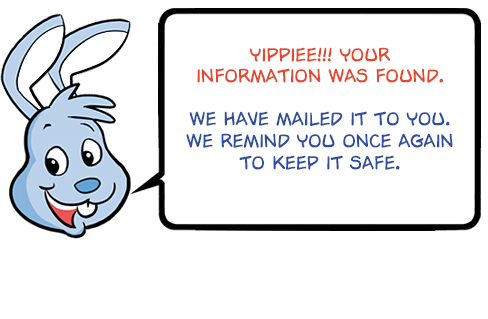 YIPPIEE!!! YOUR
INFORMATION WAS FOUND.
WE HAVE MAILED IT TO YOU.
WE REMIND YOU ONCE AGAIN
TO KEEP IT SAFE.